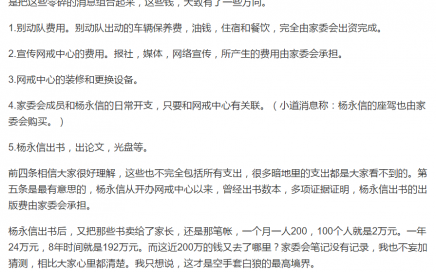 是把这些零碎的消息组合起来，这些钱，大致有了一些方向。
1.别动队费用。别动队出动的车辆保养费，油钱，住宿和餐饮，完全由家委会出资完成。
2.宣传网戒中心的费用。报社，媒体，网络宣传，所产生的费用由家委会承担。
3.网戒中心的装修和更换设备。
4.家委会成员和杨永信的日常开支，只要和网戒中心有关联。（小道消息称：杨永信的座驾也由家
委会购买。）
5.杨永信出书，出论文，光盘等。
前四条相信大家很好理解，这些也不完全包括所有支出，很多暗地里的支出都是大家看不到的。第
五条是最有意思的，杨永信从开办网戒中心以来，曾经出书数本，多项证据证明，杨永信出书的出
版费由家委会承担。
杨永信出书后，又把那些书卖给了家长，还是那笔帐，一个月一人200，100个人就是2万元。一年
24万元，8年时间就是192万元。而这近200万的钱又去了哪里？家委会笔记没有记录，我也不妄加
猜测，相比大家心里都清楚。我只想说，这才是空手套白狼的最高境界。